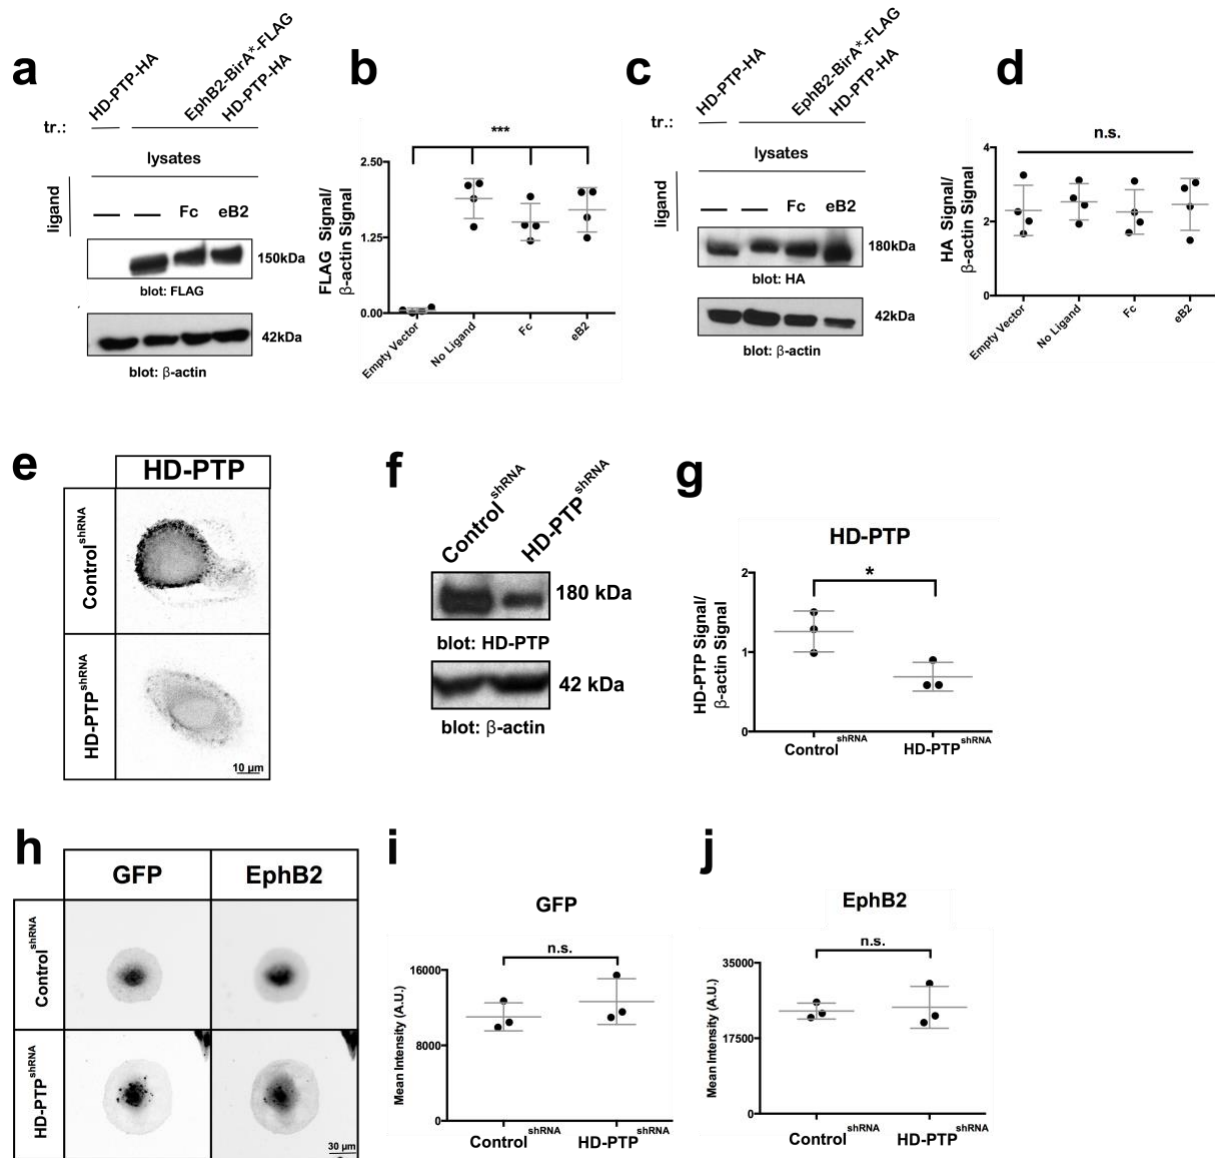 a
HD-PTP-HA
EphB2-BirA*-FLAG
HD-PTP-HA
tr.:
lysates
ligand
— — Fc eB2
150kDa
blot: FLAG
42kDa
blot: β-actin
b
***
FLAG Signal/
β-actin Signal
2.50
1.25
0.00
Empty Vector
No Ligand
Fc
eB2
c
HD-PTP-HA
EphB2-BirA*-FLAG
HD-PTP-HA
tr.:
lysates
ligand
— — Fc eB2
180kDa
blot: HA
42kDa
blot: β-actin
d
n.s.
HA Signal/
β-actin Signal
4
2
0
Empty Vector
No Ligand
Fc
eB2
e
HD-PTP
Control shRNA
HD-PTP shRNA
10 μm
f
Control shRNA
HD-PTP shRNA
180 kDa
blot: HD-PTP
42 kDa
blot: β-actin
g
HD-PTP
*
HD-PTP Signal/
β-actin Signal
2
1
0
Control shRNA
HD-PTP shRNA
h
GFP
EphB2
Control shRNA
HD-PTP shRNA
30 μm
i
GFP
n.s.
Mean Intensity (A.U.)
16000
8000
0
Control shRNA
HD-PTP shRNA
j
EphB2
n.s.
Mean Intensity (A.U.)
35000
17500
0
Control shRNA
HD-PTP shRNA